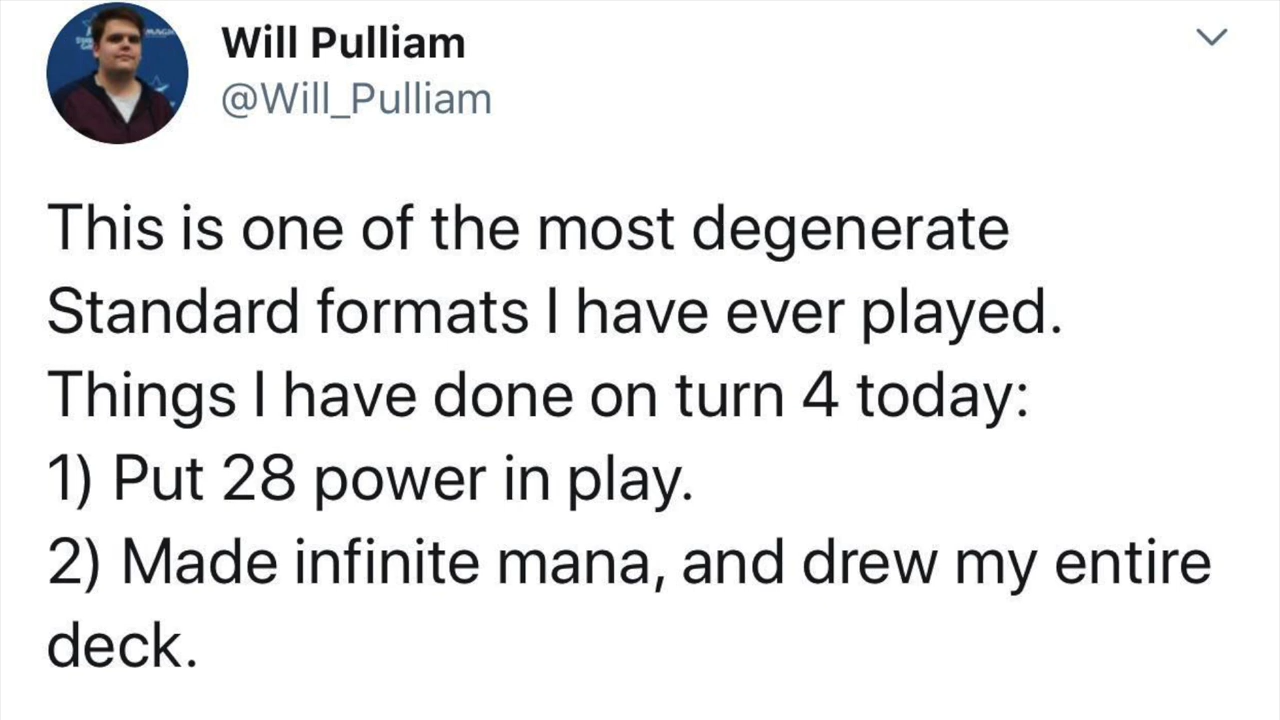 Will Pulliam
@Will_Pulliam
This is one of the most degenerate
Standard formats I have ever played.
Things I have done on turn 4 today:
1) Put 28 power in play.
2) Made infinite mana, and drew my entire
deck.